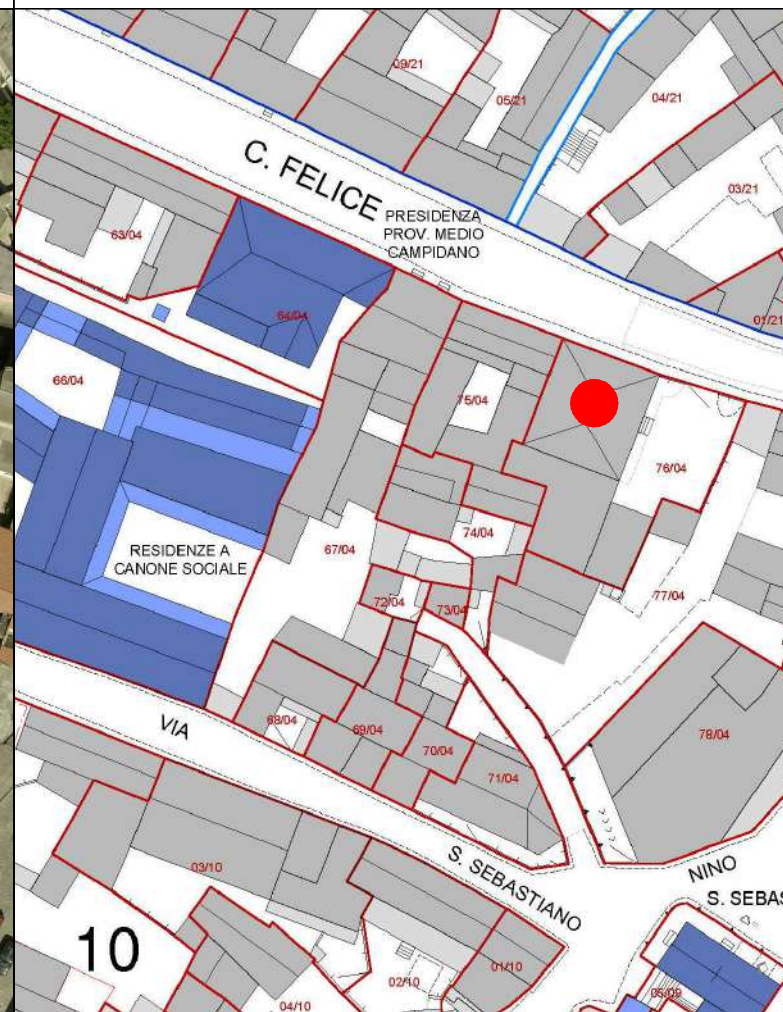 09/21
05/21
04/21
03/21
01/21
C. FELICE
PRESIDENZA
PROV. MEDIO
CAMPIDANO
63/04
64/04
66/04
75/04
76/04
74/04
67/04
RESIDENZE A
CANONE SOCIALE
72/04
73/04
77/04
68/04
69/04
70/04
71/04
78/04
VIA
S. SEBASTIANO
NINO
S. SEBAS
03/10
10
02/10
01/10
04/10
05/09